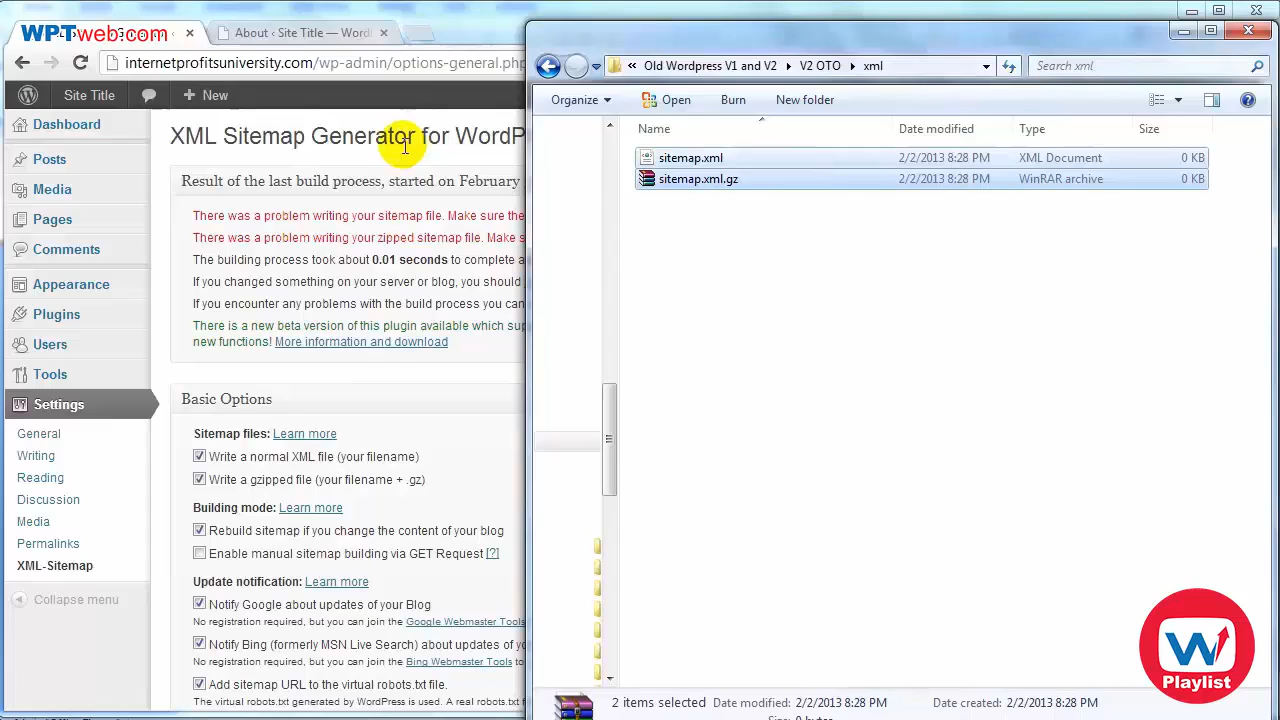 WPTweb.com
About ‹ Site Title — Word
internetprofitsuniversity.com/wp-admin/options-general.php
Site Title
New
Dashboard
Posts
Media
Pages
Comments
Appearance
Plugins
Users
Tools
Settings
General
Writing
Reading
Discussion
Media
Permalinks
XML-Sitemap
Collapse menu
XML Sitemap Generator for WordP
Result of the last build process, started on February
There was a problem writing your sitemap file. Make sure the
There was a problem writing your zipped sitemap file. Make s
The building process took about 0.01 seconds to complete a
If you changed something on your server or blog, you should
If you encounter any problems with the build process you can
There is a new beta version of this plugin available which sup
new functions! More information and download
Basic Options
Sitemap files: Learn more
Write a normal XML file (your filename)
Write a gzipped file (your filename + .gz)
Building mode: Learn more
Rebuild sitemap if you change the content of your blog
Enable manual sitemap building via GET Request [?]
Update notification: Learn more
Notify Google about updates of your Blog
No registration required, but you can join the Google Webmaster Tools
Notify Bing (formerly MSN Live Search) about updates of yo
No registration required, but you can join the Bing Webmaster Tools to
Add sitemap URL to the virtual robots.txt file.
The virtual robots.txt generated by WordPress is used. A real robots.txt file
Old Wordpress V1 and V2 V2 OTO xml
Search xml
Organize Open Burn New folder
Name Date modified Type Size
sitemap.xml 2/2/2013 8:28 PM XML Document 0 KB
sitemap.xml.gz 2/2/2013 8:28 PM WinRAR archive 0 KB
2 items selected Date modified: 2/2/2013 8:28 PM Date created: 2/2/2013 8:28 PM
W
Playlist